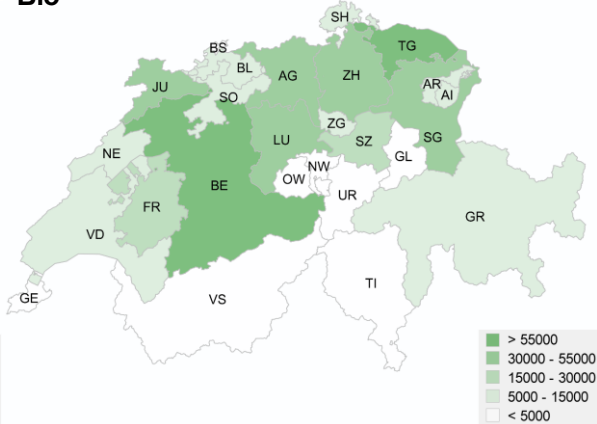 Bio
SH
BS
TG
BL
AG
ZH
JU
SO
AR
AI
ZG
NE
LU
SZ
SG
NW
GL
OW
BE
UR
FR
GR
VD
TI
GE
VS
> 55000
30000 - 55000
15000 - 30000
5000 - 15000
< 5000